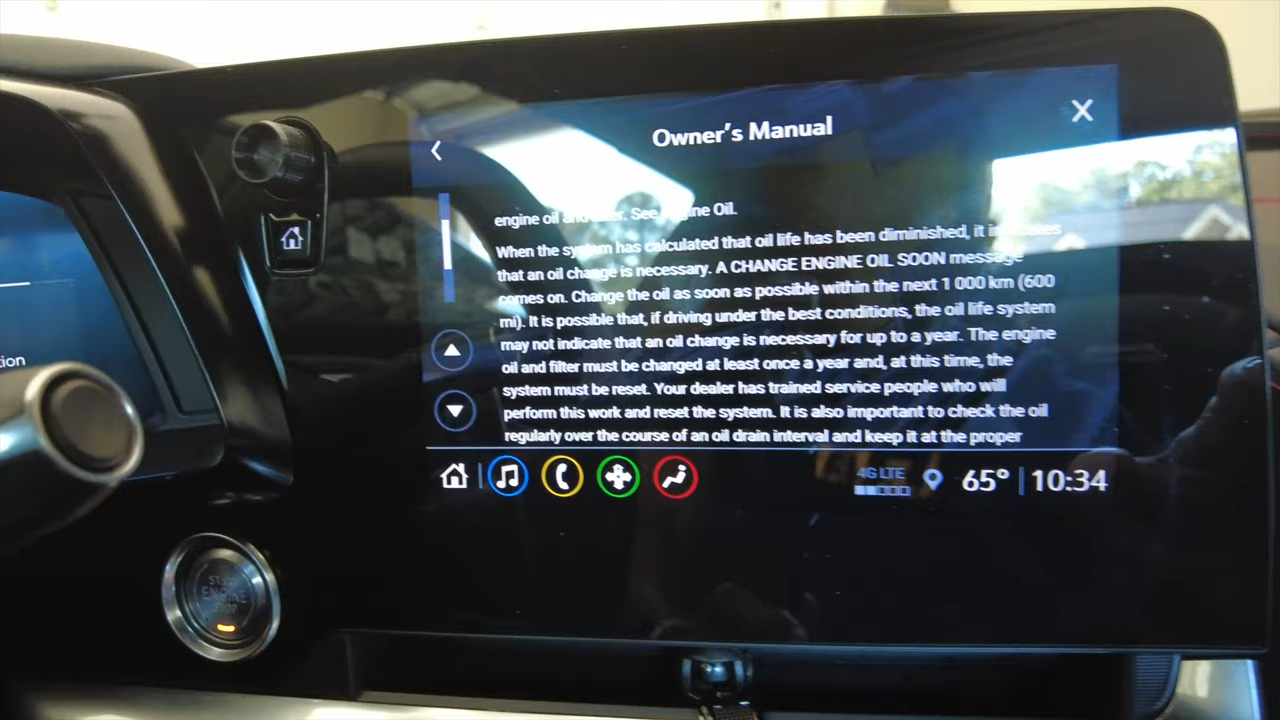 Owner's Manual
engine oil and filter. See Engine Oil.
When the system has calculated that oil life has been diminished, it indicates
that an oil change is necessary. A CHANGE ENGINE OIL SOON message
comes on. Change the oil as soon as possible within the next 1 000 km (600
mi). It is possible that, if driving under the best conditions, the oil life system
may not indicate that an oil change is necessary for up to a year. The engine
oil and filter must be changed at least once a year and, at this time, the
system must be reset. Your dealer has trained service people who will
perform this work and reset the system. It is also important to check the oil
regularly over the course of an oil drain interval and keep it at the proper
tion
4G LTE
65° 10:34
ENGINE